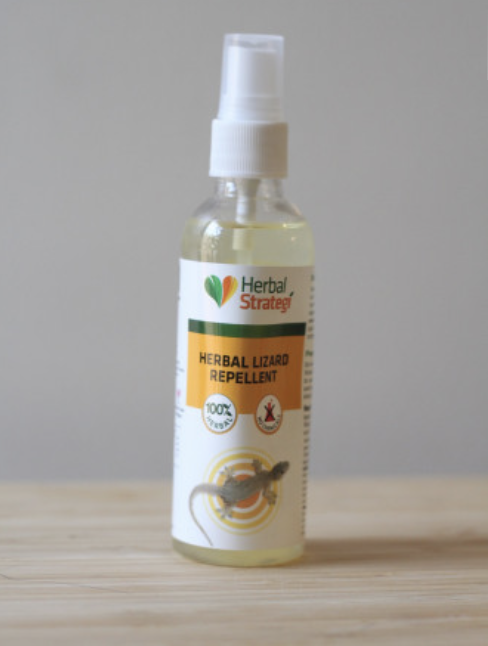 Herbal
Strategi
HERBAL LIZARD
REPELLENT
100%
HERBAL